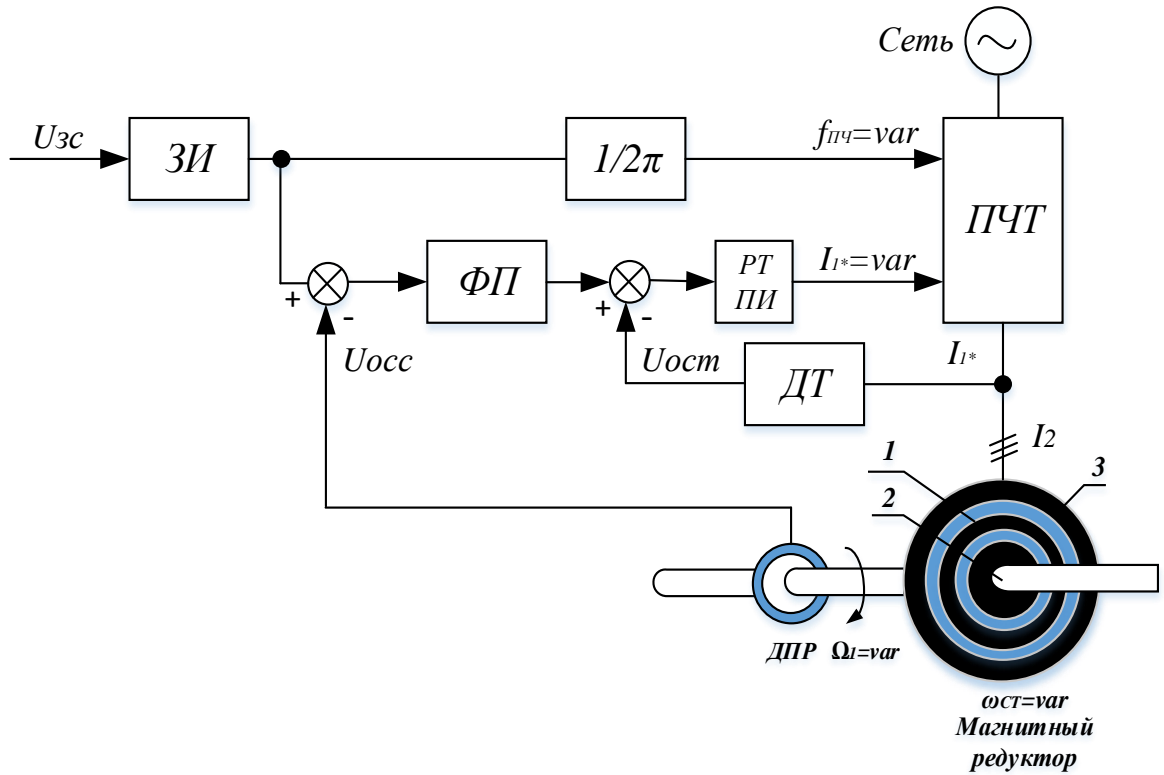 Сеть
Uзс
ЗИ
1/2π
fПЧ=var
ПЧТ
ФП
РТ
ПИ
I1*=var
+
-
+
-
Uосс
Uост
ДТ
I1*
I2
1
2
3
ДПР
Ω1=var
ωСТ=var
Магнитный
редуктор